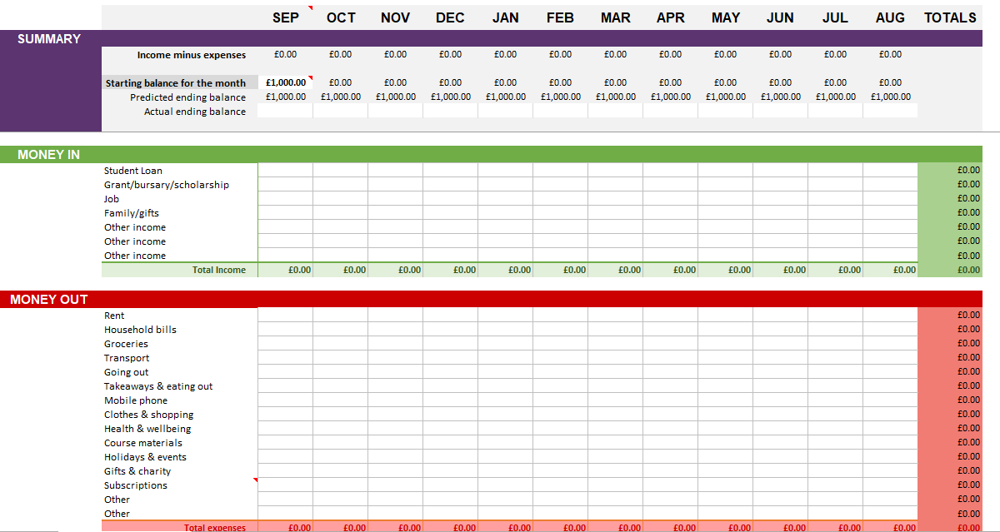 SEP OCT NOV DEC JAN FEB MAR APR MAY JUN JUL AUG TOTALS
SUMMARY
Income minus expenses £0.00 £0.00 £0.00 £0.00 £0.00 £0.00 £0.00 £0.00 £0.00 £0.00 £0.00 £0.00
Starting balance for the month £1,000.00 £0.00 £0.00 £0.00 £0.00 £0.00 £0.00 £0.00 £0.00 £0.00 £0.00 £0.00
Predicted ending balance £1,000.00 £1,000.00 £1,000.00 £1,000.00 £1,000.00 £1,000.00 £1,000.00 £1,000.00 £1,000.00 £1,000.00 £1,000.00 £1,000.00
Actual ending balance
MONEY IN
Student Loan £0.00
Grant/bursary/scholarship £0.00
Job £0.00
Family/gifts £0.00
Other income £0.00
Other income £0.00
Other income £0.00
Total Income £0.00 £0.00 £0.00 £0.00 £0.00 £0.00 £0.00 £0.00 £0.00 £0.00 £0.00 £0.00 £0.00
MONEY OUT
Rent £0.00
Household bills £0.00
Groceries £0.00
Transport £0.00
Going out £0.00
Takeaways & eating out £0.00
Mobile phone £0.00
Clothes & shopping £0.00
Health & wellbeing £0.00
Course materials £0.00
Holidays & events £0.00
Gifts & charity £0.00
Subscriptions £0.00
Other £0.00
Other £0.00
Total expenses £0.00 £0.00 £0.00 £0.00 £0.00 £0.00 £0.00 £0.00 £0.00 £0.00 £0.00 £0.00 £0.00